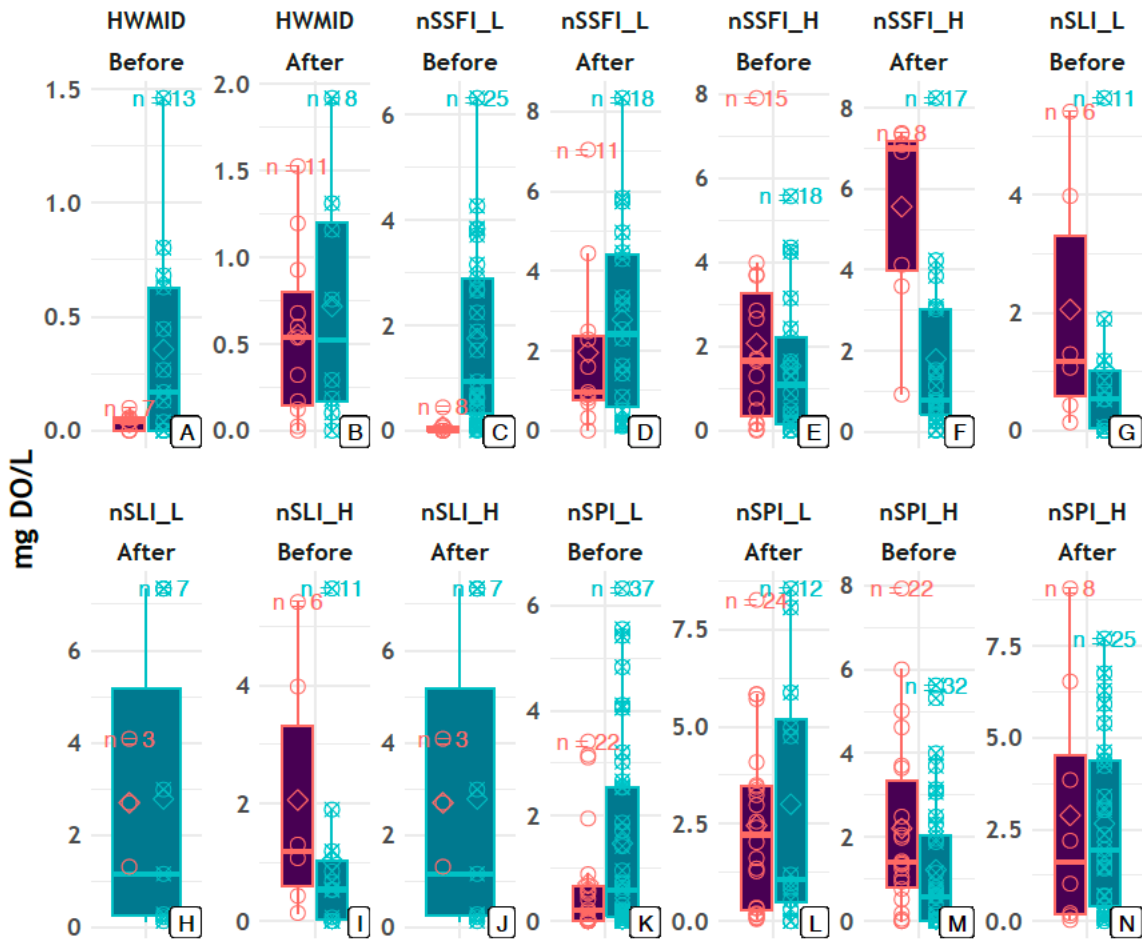 HWMID HWMID nSSFI_L nSSFI_L nSSFI_H nSSFI_H nSLI_L
Before After Before After Before After Before
n = 13 n = 8 n = 25 n = 18 n = 15 n = 17 n = 11
n = 7 n = 11 n = 8 n = 11 n = 18 n = 8 n = 6
1.5 2.0 6 8 8 8 4
1.0 1.5 4 6 6 6 2
0.5 1.0 2 4 4 4 0
0.0 0.5 0 2 2 2
0.0 0 0 0
A B C D E F G
mg DO/L
nSLI_L nSLI_H nSLI_H nSPI_L nSPI_L nSPI_H nSPI_H
After Before After Before After Before After
n = 7 n = 11 n = 7 n = 37 n = 12 n = 22 n = 8
n = 3 n = 6 n = 3 n = 22 n = 24 n = 32 n = 25
6 4 6 6 7.5 8 7.5
4 2 4 4 5.0 6 5.0
2 0 2 2 2.5 4 2.5
0 0 0 0.0 2 0.0
0
H I J K L M N